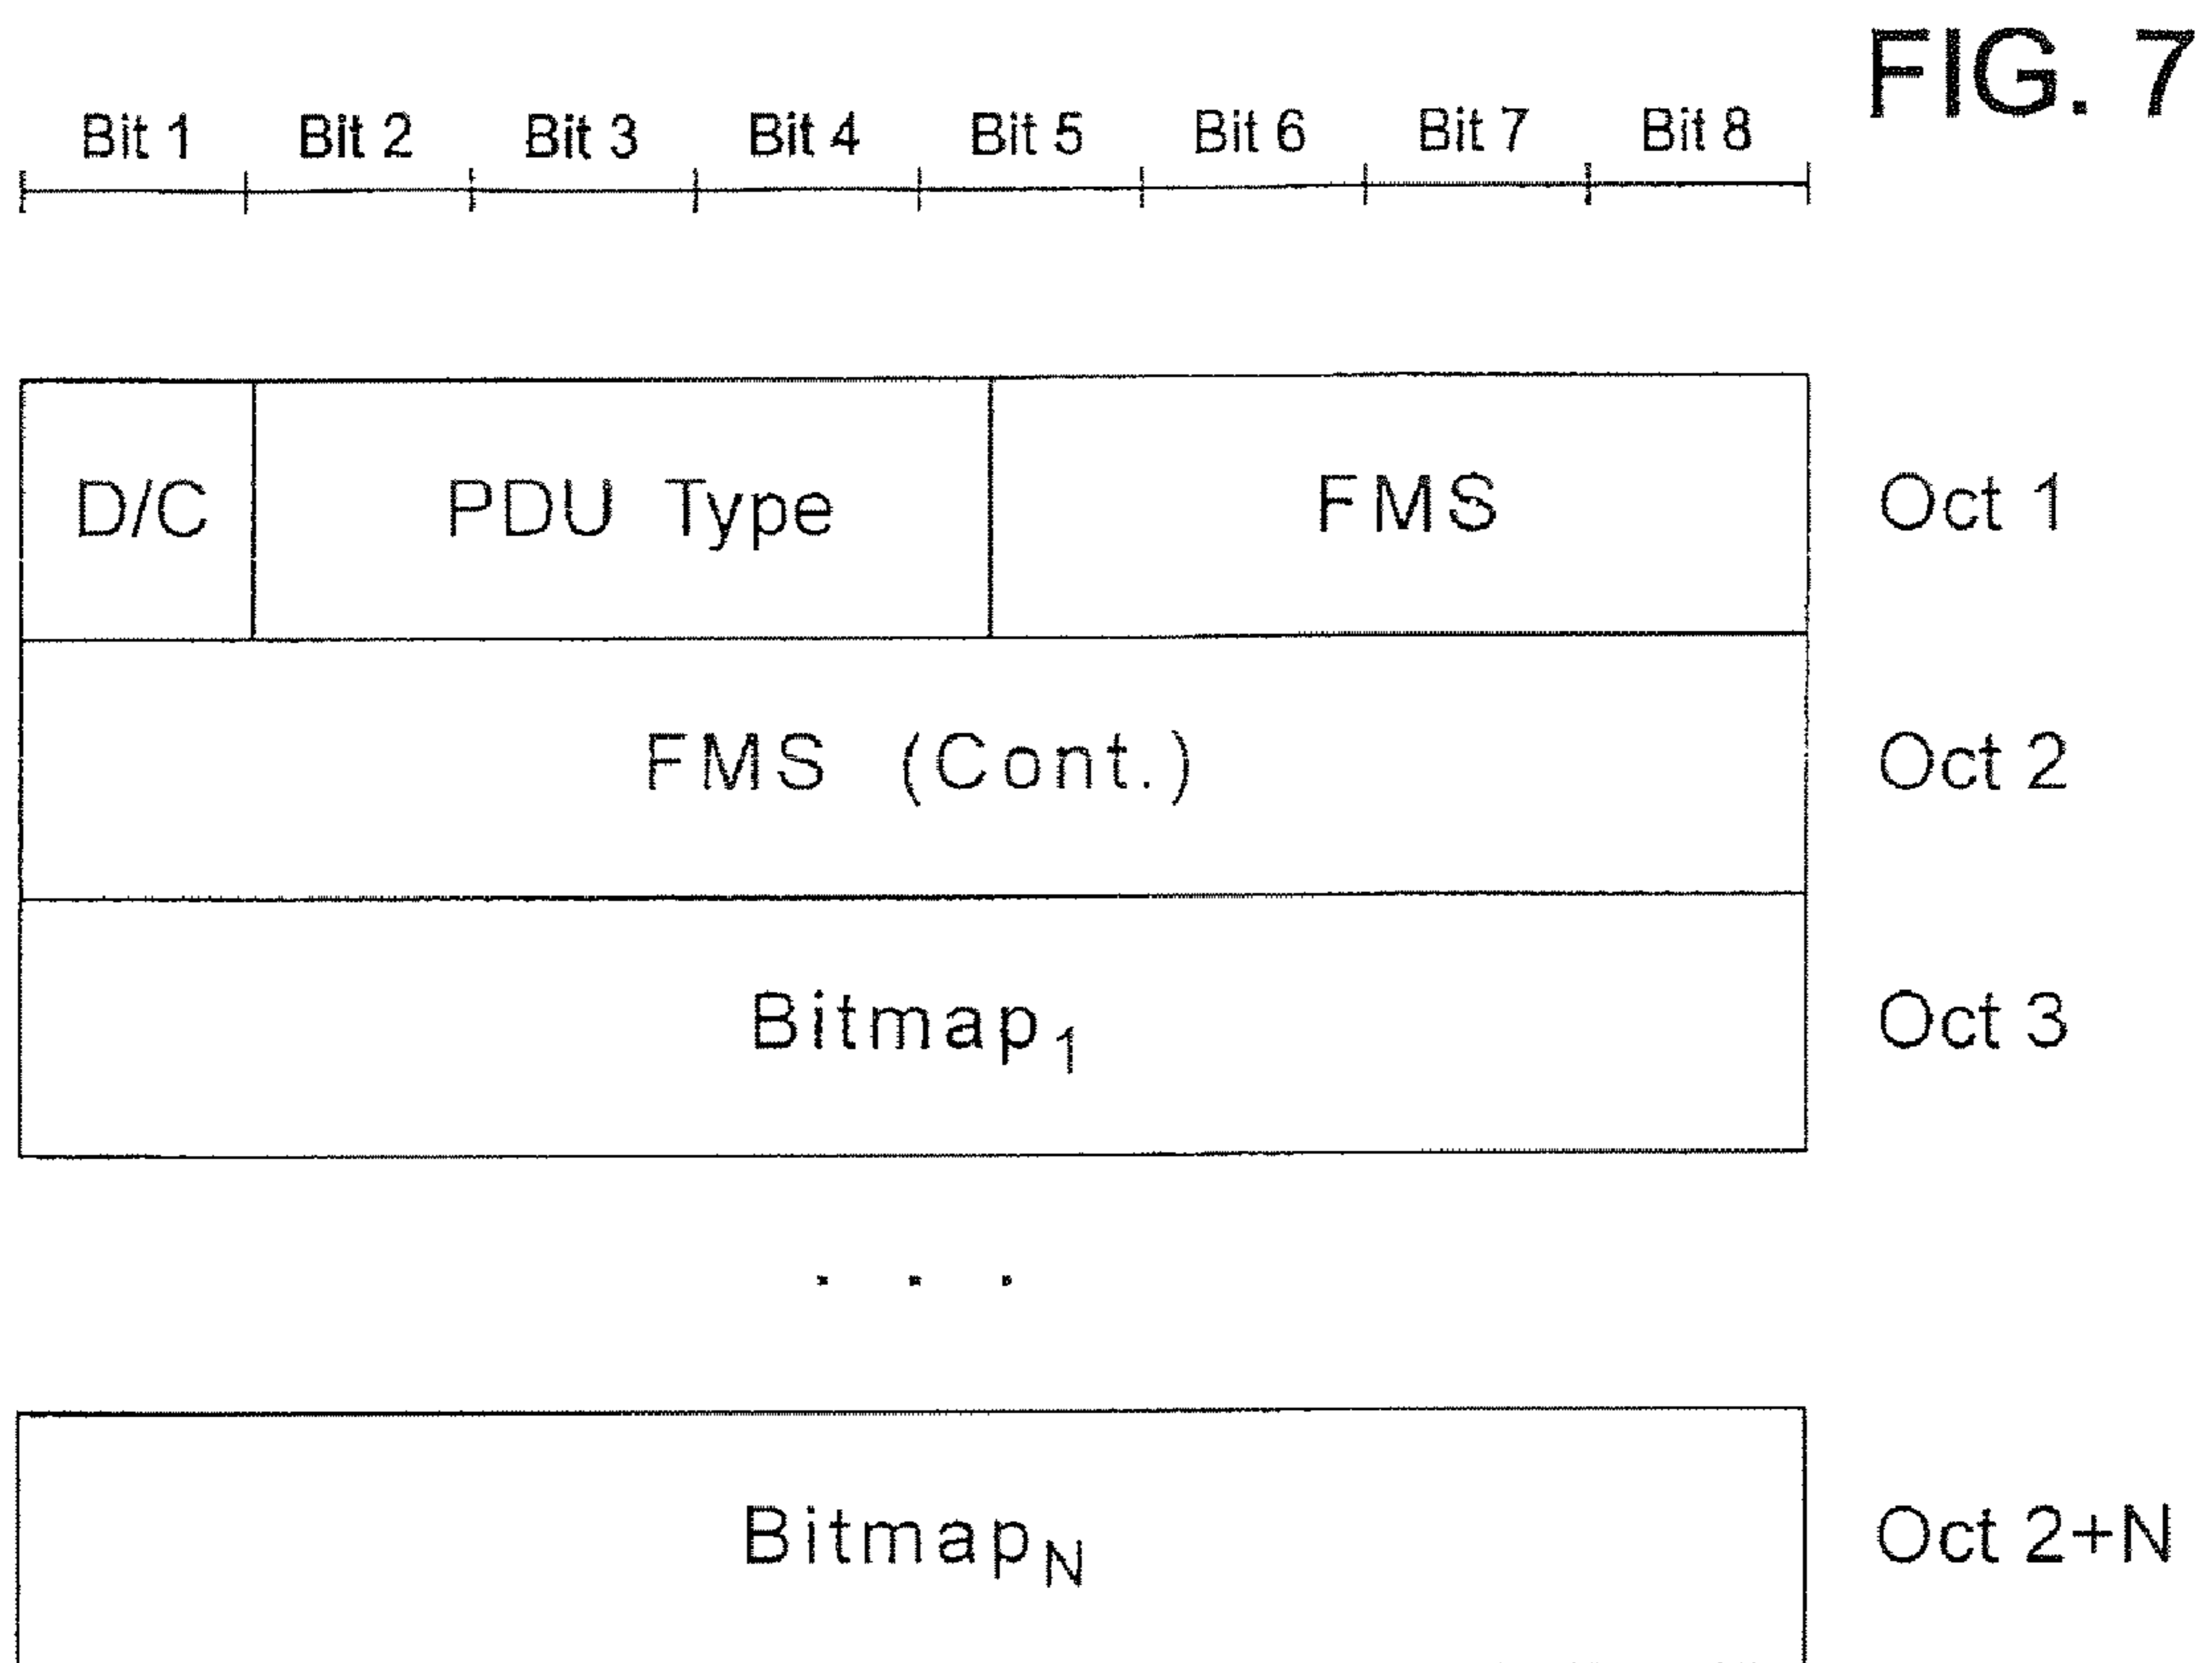 FIG. 7
Bit 1 Bit 2 Bit 3 Bit 4 Bit 5 Bit 6 Bit 7 Bit 8
D/C PDU Type FMS Oct 1
FMS (Cont.) Oct 2
Bitmap₁ Oct 3
. . .
Bitmap_N Oct 2+N